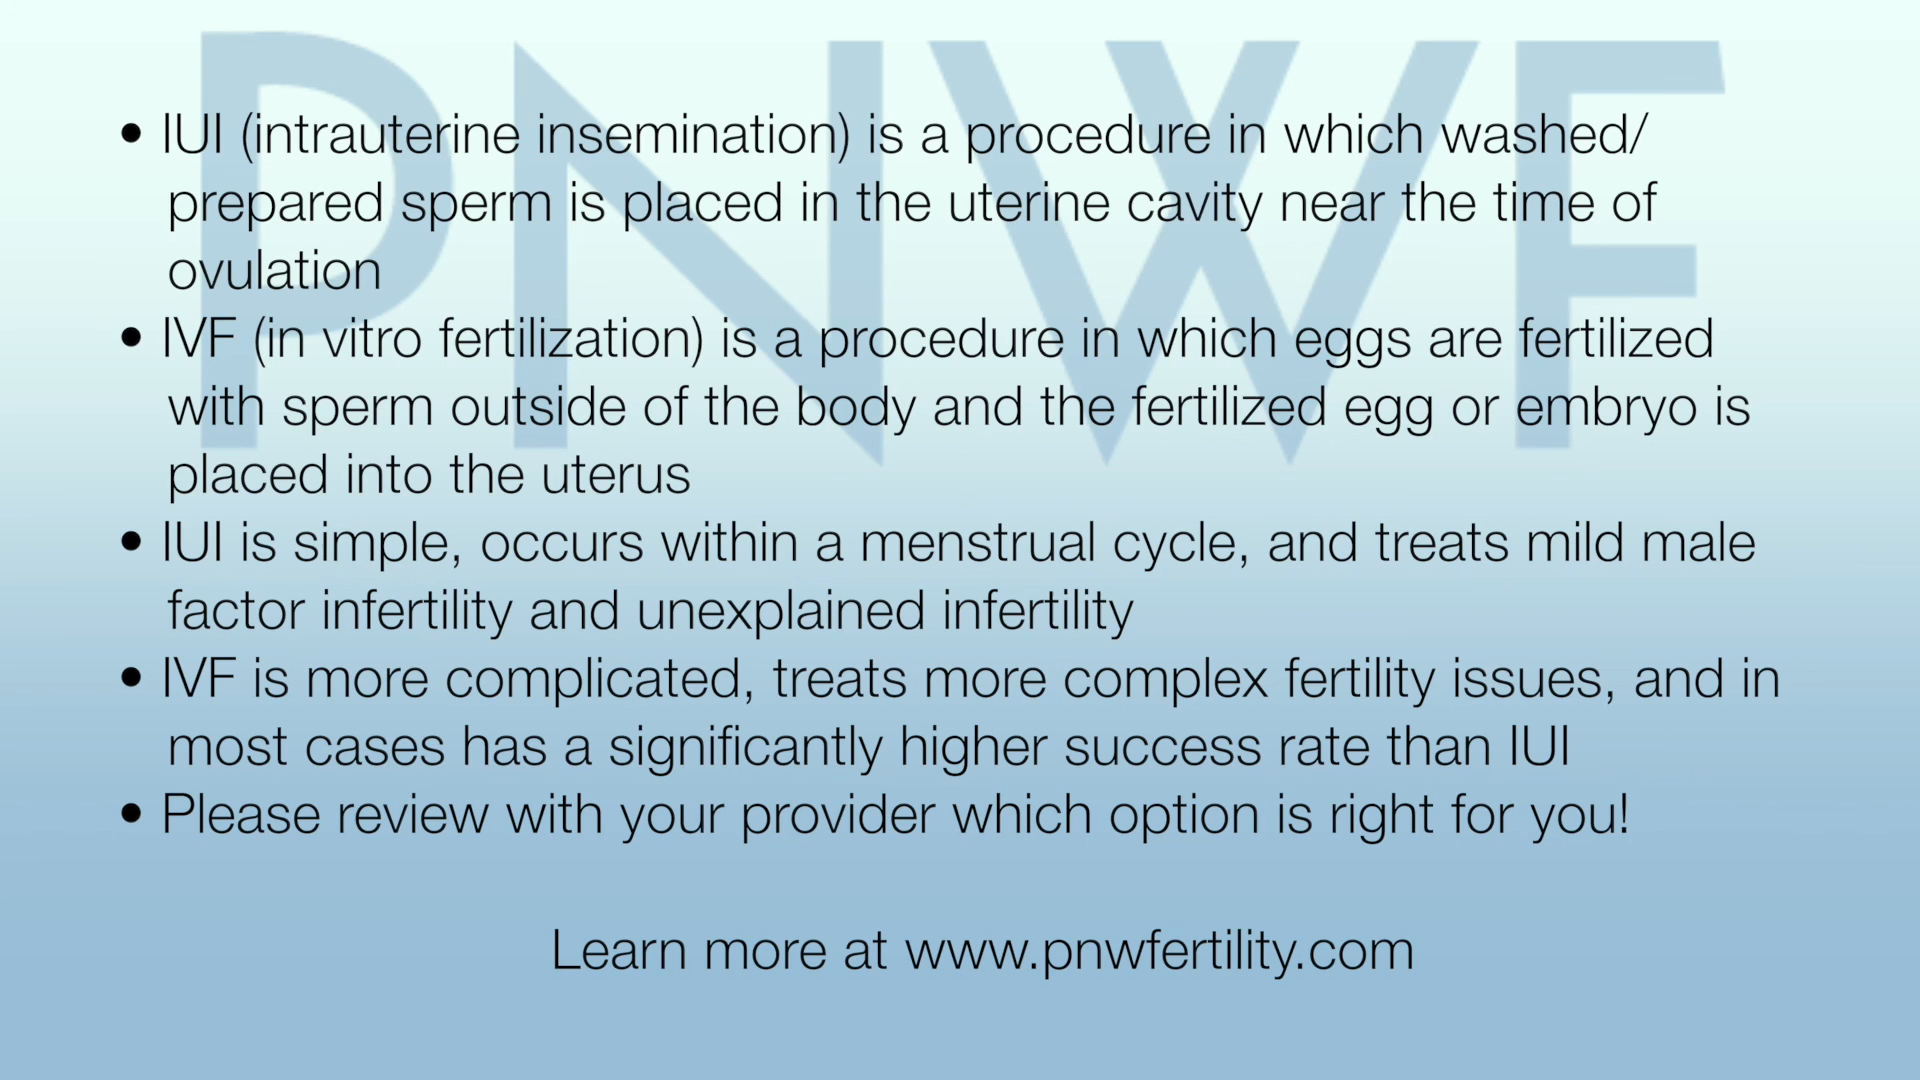 PNWF
• IUI (intrauterine insemination) is a procedure in which washed/
prepared sperm is placed in the uterine cavity near the time of
ovulation
• IVF (in vitro fertilization) is a procedure in which eggs are fertilized
with sperm outside of the body and the fertilized egg or embryo is
placed into the uterus
• IUI is simple, occurs within a menstrual cycle, and treats mild male
factor infertility and unexplained infertility
• IVF is more complicated, treats more complex fertility issues, and in
most cases has a significantly higher success rate than IUI
• Please review with your provider which option is right for you!
Learn more at www.pnwfertility.com